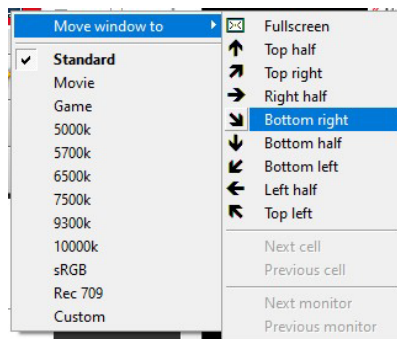 Move window to
Standard
Movie
Game
5000k
5700k
6500k
7500k
9300k
10000k
sRGB
Rec 709
Custom
Fullscreen
Top half
Top right
Right half
Bottom right
Bottom half
Bottom left
Left half
Top left
Next cell
Previous cell
Next monitor
Previous monitor